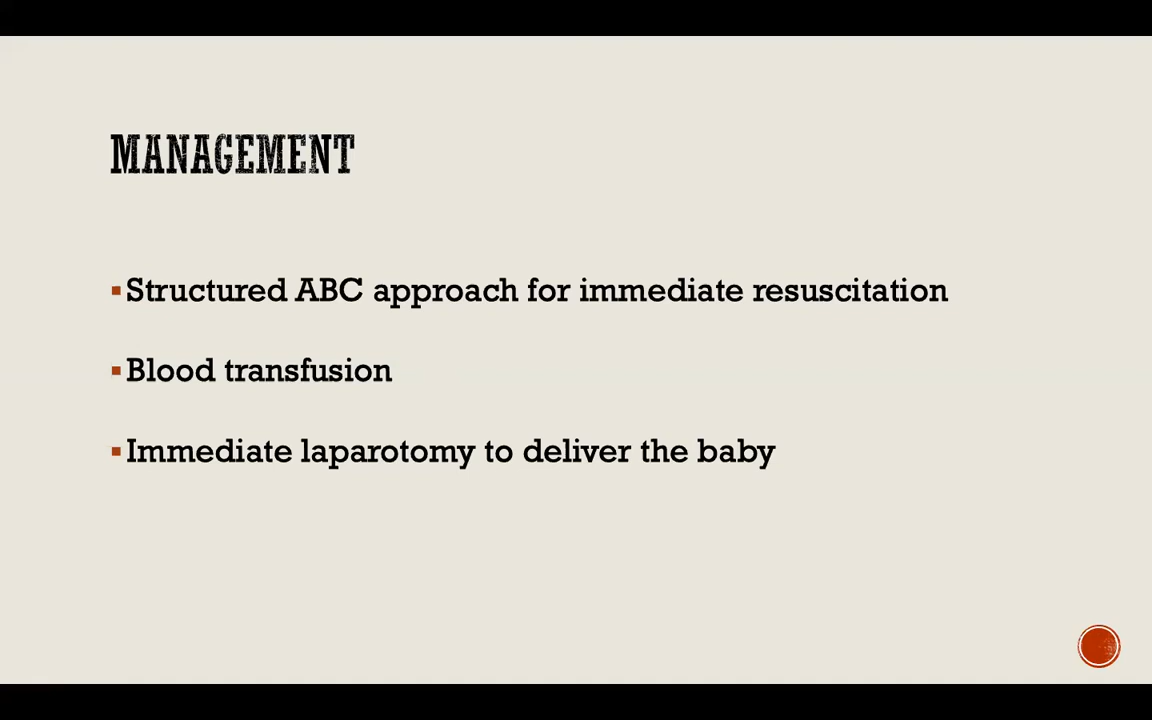 MANAGEMENT
▪Structured ABC approach for immediate resuscitation
▪Blood transfusion
▪Immediate laparotomy to deliver the baby